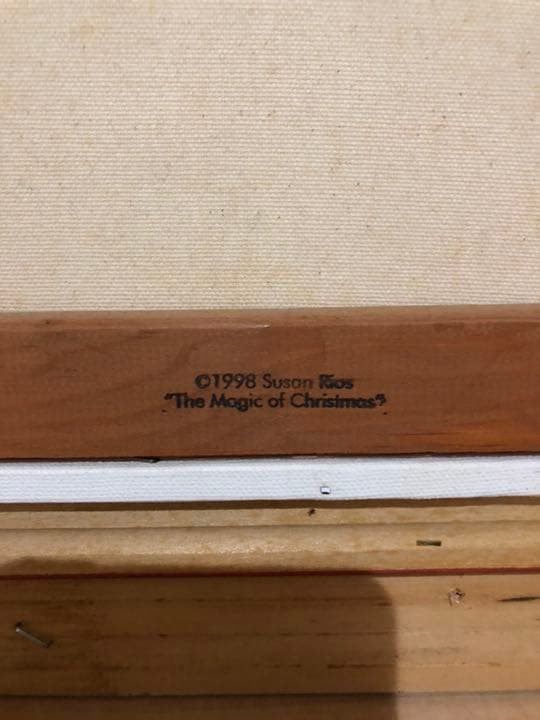 ©1998 Susan Rios
"The Magic of Christmas"